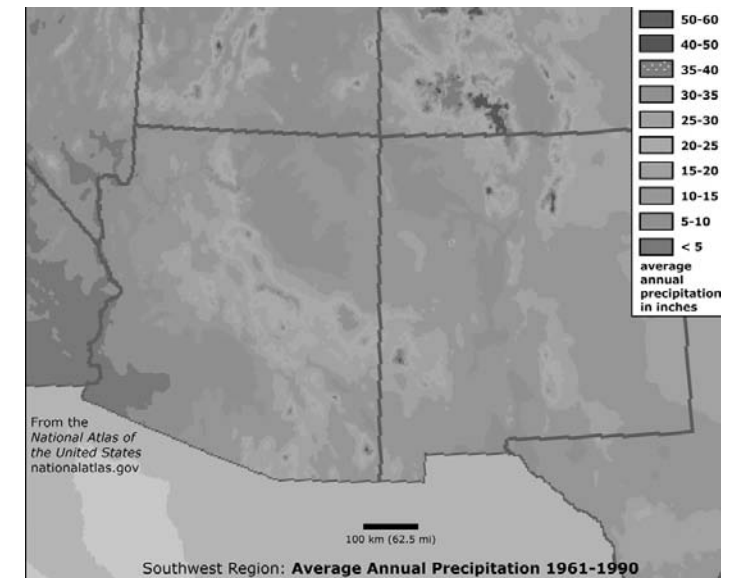 50-60
40-50
35-40
30-35
25-30
20-25
15-20
10-15
5-10
< 5
average
annual
precipitation
in inches
From the
National Atlas of
the United States
nationalatlas.gov
100 km (62.5 mi)
Southwest Region: Average Annual Precipitation 1961-1990